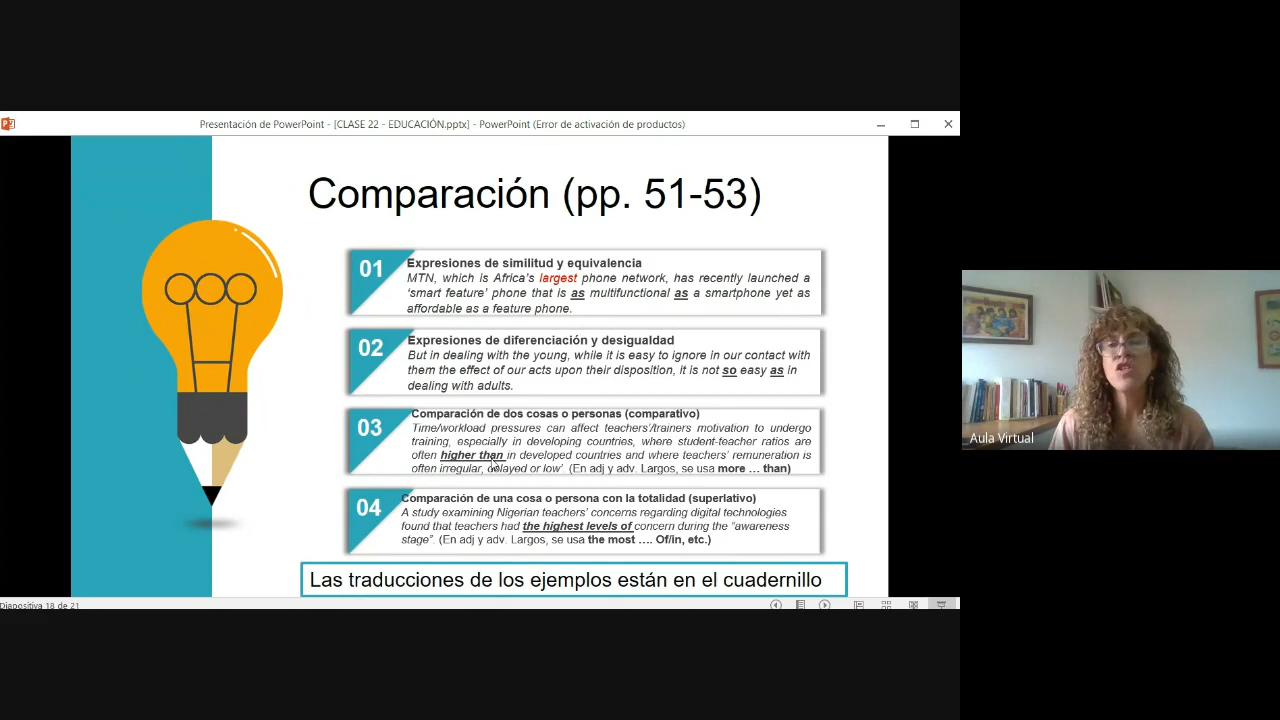 Presentación de PowerPoint - [CLASE 22 - EDUCACIÓN.pptx] - PowerPoint (Error de activación de productos)
Comparación (pp. 51-53)
01
Expresiones de similitud y equivalencia
MTN, which is Africa's largest phone network, has recently launched a
'smart feature' phone that is as multifunctional as a smartphone yet as
affordable as a feature phone.
02
Expresiones de diferenciación y desigualdad
But in dealing with the young, while it is easy to ignore in our contact with
them the effect of our acts upon their disposition, it is not so easy as in
dealing with adults.
03
Comparación de dos cosas o personas (comparativo)
Time/workload pressures can affect teachers'/trainers motivation to undergo
training, especially in developing countries, where student-teacher ratios are
often higher than in developed countries and where teachers' remuneration is
often irregular, delayed or low'. (En adj y adv. Largos, se usa more ... than)
04
Comparación de una cosa o persona con la totalidad (superlativo)
A study examining Nigerian teachers' concerns regarding digital technologies
found that teachers had the highest levels of concern during the "awareness
stage". (En adj y adv. Largos, se usa the most .... Of/in, etc.)
Las traducciones de los ejemplos están en el cuadernillo
Diapositiva 18 de 21
Aula Virtual